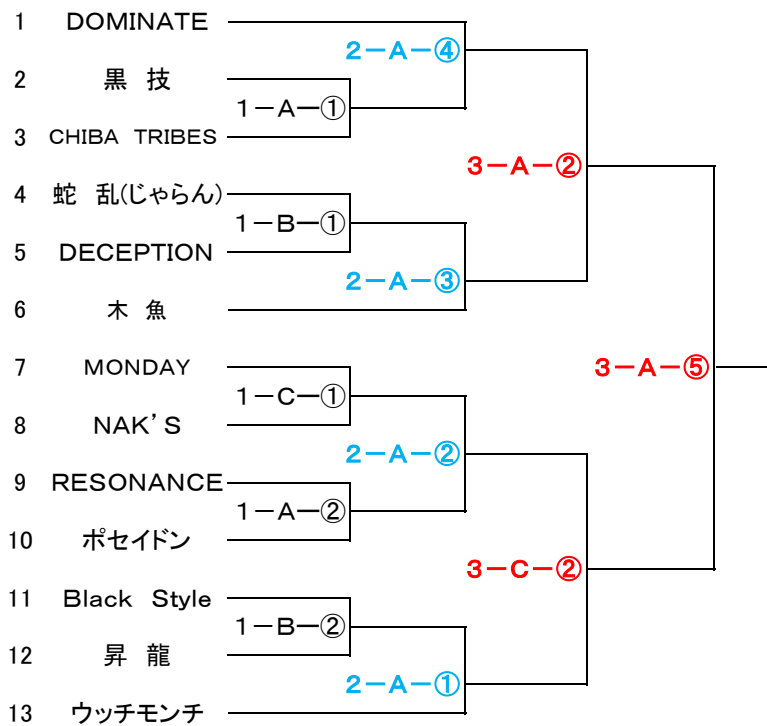 1 DOMINATE
2－A－④
2 黒 技
1－A－①
3 CHIBA TRIBES
3－A－②
4 蛇 乱(じゃらん)
1－B－①
5 DECEPTION
2－A－③
6 木 魚
7 MONDAY
3－A－⑤
1－C－①
8 NAK'S
2－A－②
9 RESONANCE
1－A－②
10 ポセイドン
3－C－②
11 Black Style
1－B－②
12 昇 龍
2－A－①
13 ウッチモンチ